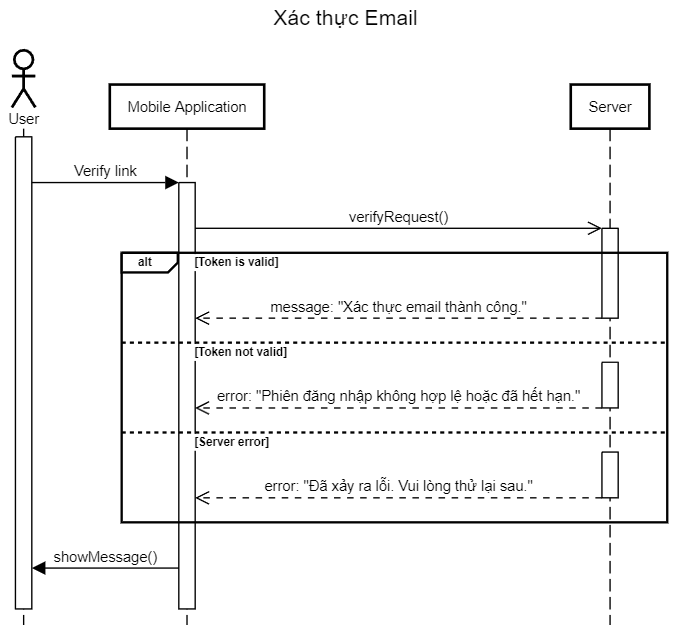 Xác thực Email
User
Mobile Application
Server
Verify link
verifyRequest()
alt
[Token is valid]
message: "Xác thực email thành công."
[Token not valid]
error: "Phiên đăng nhập không hợp lệ hoặc đã hết hạn."
[Server error]
error: "Đã xảy ra lỗi. Vui lòng thử lại sau."
showMessage()